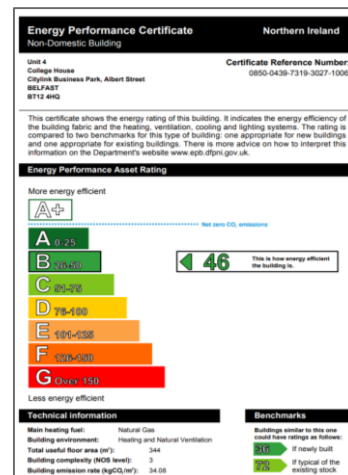 Energy Performance Certificate
Northern Ireland
Non-Domestic Building
Unit 4
College House
Citylink Business Park, Albert Street
BELFAST
BT12 4HQ
Certificate Reference Number:
0850-0439-7319-3027-1006
This certificate shows the energy rating of this building. It indicates the energy efficiency of
the building fabric and the heating, ventilation, cooling and lighting systems. The rating is
compared to two benchmarks for this type of building: one appropriate for new buildings
and one appropriate for existing buildings. There is more advice on how to interpret this
information on the Department's website www.epb.dfpni.gov.uk.
Energy Performance Asset Rating
More energy efficient
A+
Net zero CO₂ emissions
A 0-25
B 26-50
46
This is how energy efficient
the building is.
C 51-75
D 76-100
E 101-125
F 126-150
G Over 150
Less energy efficient
Technical information
Main heating fuel: Natural Gas
Building environment: Heating and Natural Ventilation
Total useful floor area (m²): 344
Building complexity (NOS level): 3
Building emission rate (kgCO₂/m²): 34.08
Benchmarks
Buildings similar to this one
could have ratings as follows:
36 If newly built
72 If typical of the
existing stock